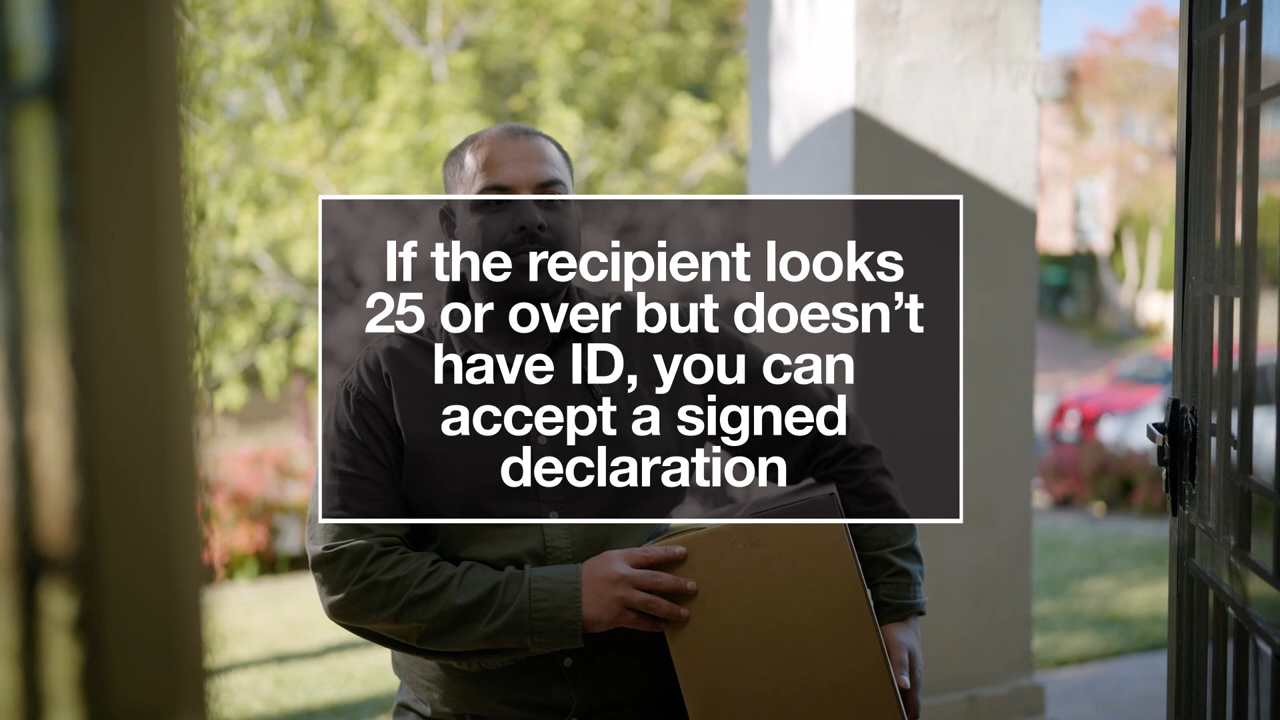 If the recipient looks
25 or over but doesn’t
have ID, you can
accept a signed
declaration